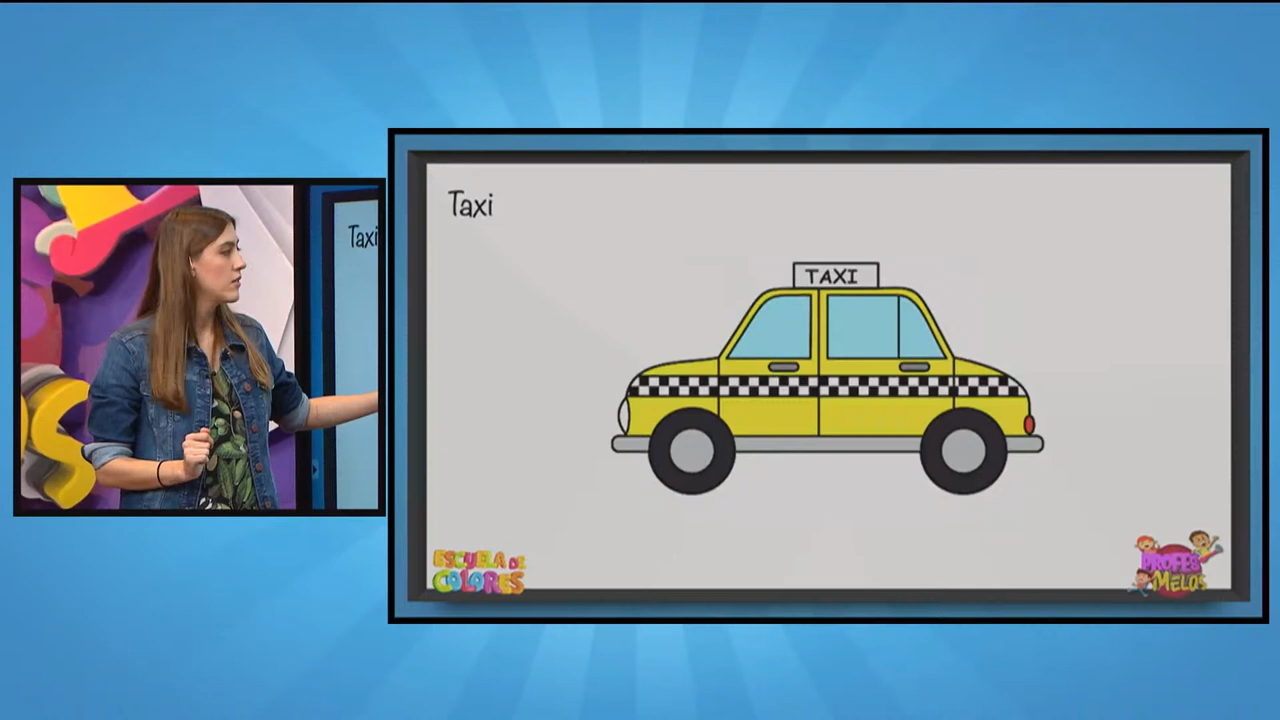 Taxi
Taxi
TAXI
ESCUELA DE
COLORES
PROFES
MELOS